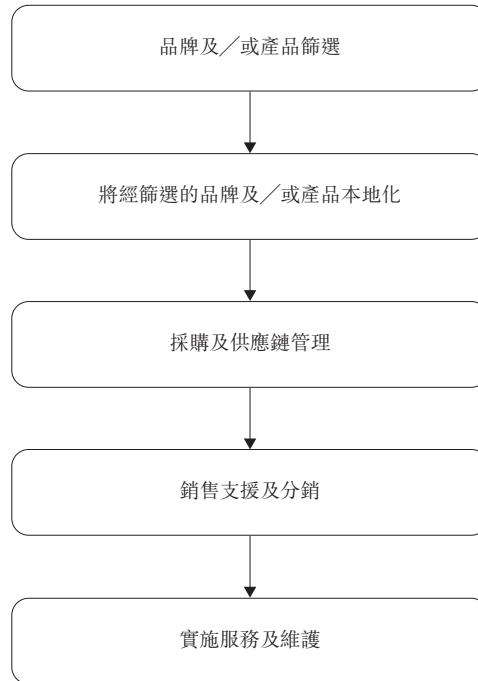 品牌及／或產品篩選
將經篩選的品牌及／或產品本地化
採購及供應鏈管理
銷售支援及分銷
實施服務及維護